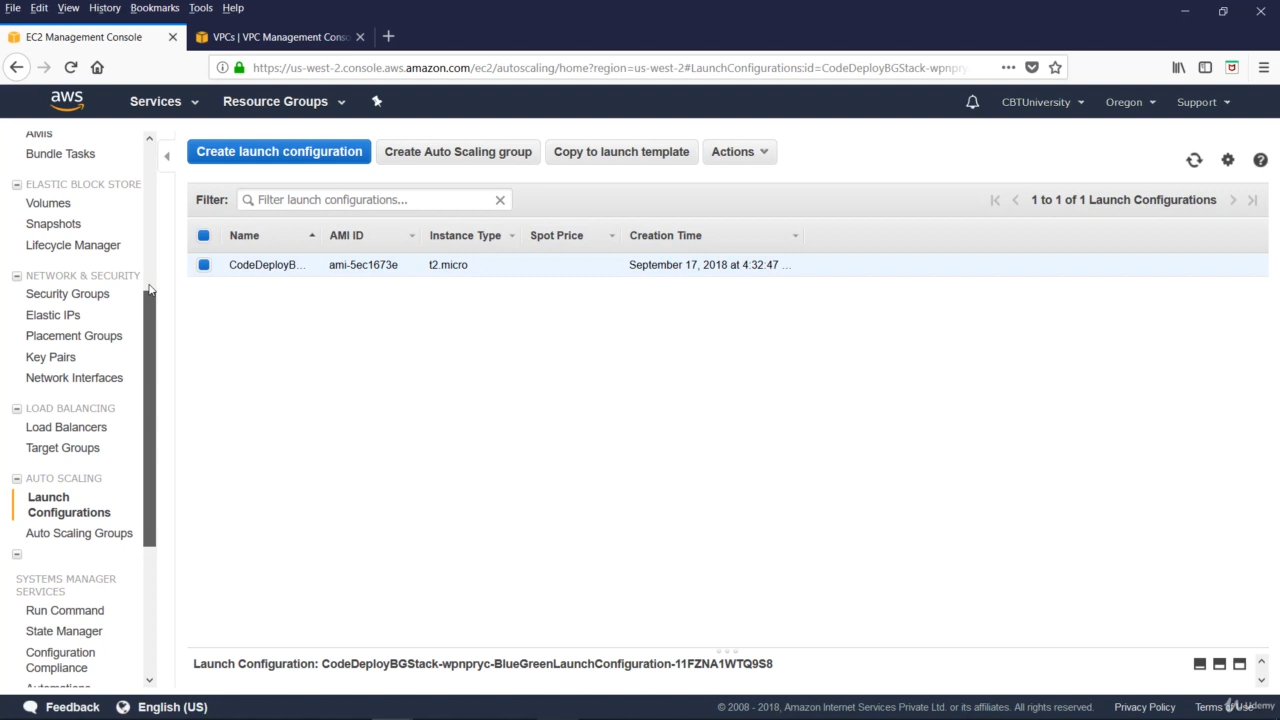 File Edit View History Bookmarks Tools Help
EC2 Management Console
VPCs | VPC Management Conso
https://us-west-2.console.aws.amazon.com/ec2/autoscaling/home?region=us-west-2#LaunchConfigurations:id=CodeDeployBGStack-wpnpryc-
aws Services Resource Groups CBTUniversity Oregon Support
AMIs
Bundle Tasks
ELASTIC BLOCK STORE
Volumes
Snapshots
Lifecycle Manager
NETWORK & SECURITY
Security Groups
Elastic IPs
Placement Groups
Key Pairs
Network Interfaces
LOAD BALANCING
Load Balancers
Target Groups
AUTO SCALING
Launch
Configurations
Auto Scaling Groups
SYSTEMS MANAGER
SERVICES
Run Command
State Manager
Configuration
Compliance
Automations
Create launch configuration Create Auto Scaling group Copy to launch template Actions
Filter: Filter launch configurations... 1 to 1 of 1 Launch Configurations
Name AMI ID Instance Type Spot Price Creation Time
CodeDeployB... ami-5ec1673e t2.micro September 17, 2018 at 4:32:47 ...
Launch Configuration: CodeDeployBGStack-wpnpryc-BlueGreenLaunchConfiguration-11FZNA1WTQ9S8
Feedback English (US) © 2008 - 2018, Amazon Internet Services Private Ltd. or its affiliates. All rights reserved. Privacy Policy Terms of Use
Udemy